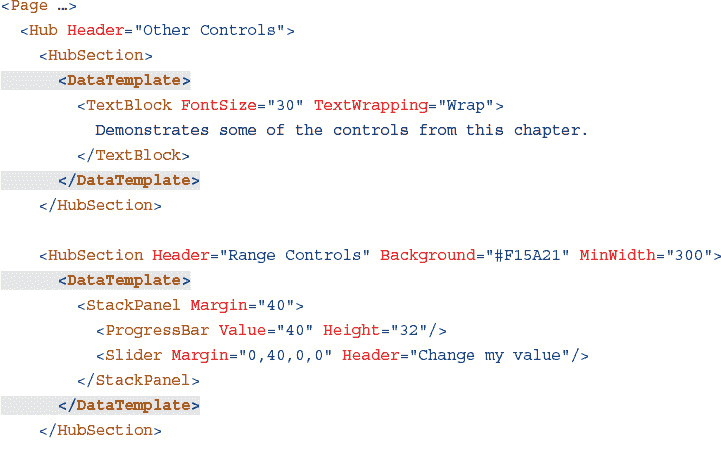 <Page …>
  <Hub Header="Other Controls">
    <HubSection>
      <DataTemplate>
        <TextBlock FontSize="30" TextWrapping="Wrap">
          Demonstrates some of the controls from this chapter.
        </TextBlock>
      </DataTemplate>
    </HubSection>

    <HubSection Header="Range Controls" Background="#F15A21" MinWidth="300">
      <DataTemplate>
        <StackPanel Margin="40">
          <ProgressBar Value="40" Height="32"/>
          <Slider Margin="0,40,0,0" Header="Change my value"/>
        </StackPanel>
      </DataTemplate>
    </HubSection>